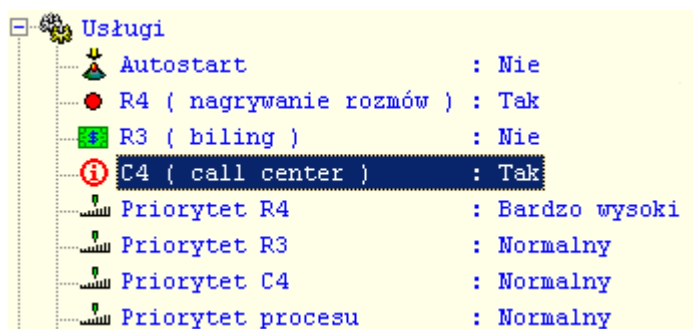 Usługi
Autostart : Nie
R4 ( nagrywanie rozmów ) : Tak
R3 ( biling ) : Nie
C4 ( call center ) : Tak
Priorytet R4 : Bardzo wysoki
Priorytet R3 : Normalny
Priorytet C4 : Normalny
Priorytet procesu : Normalny